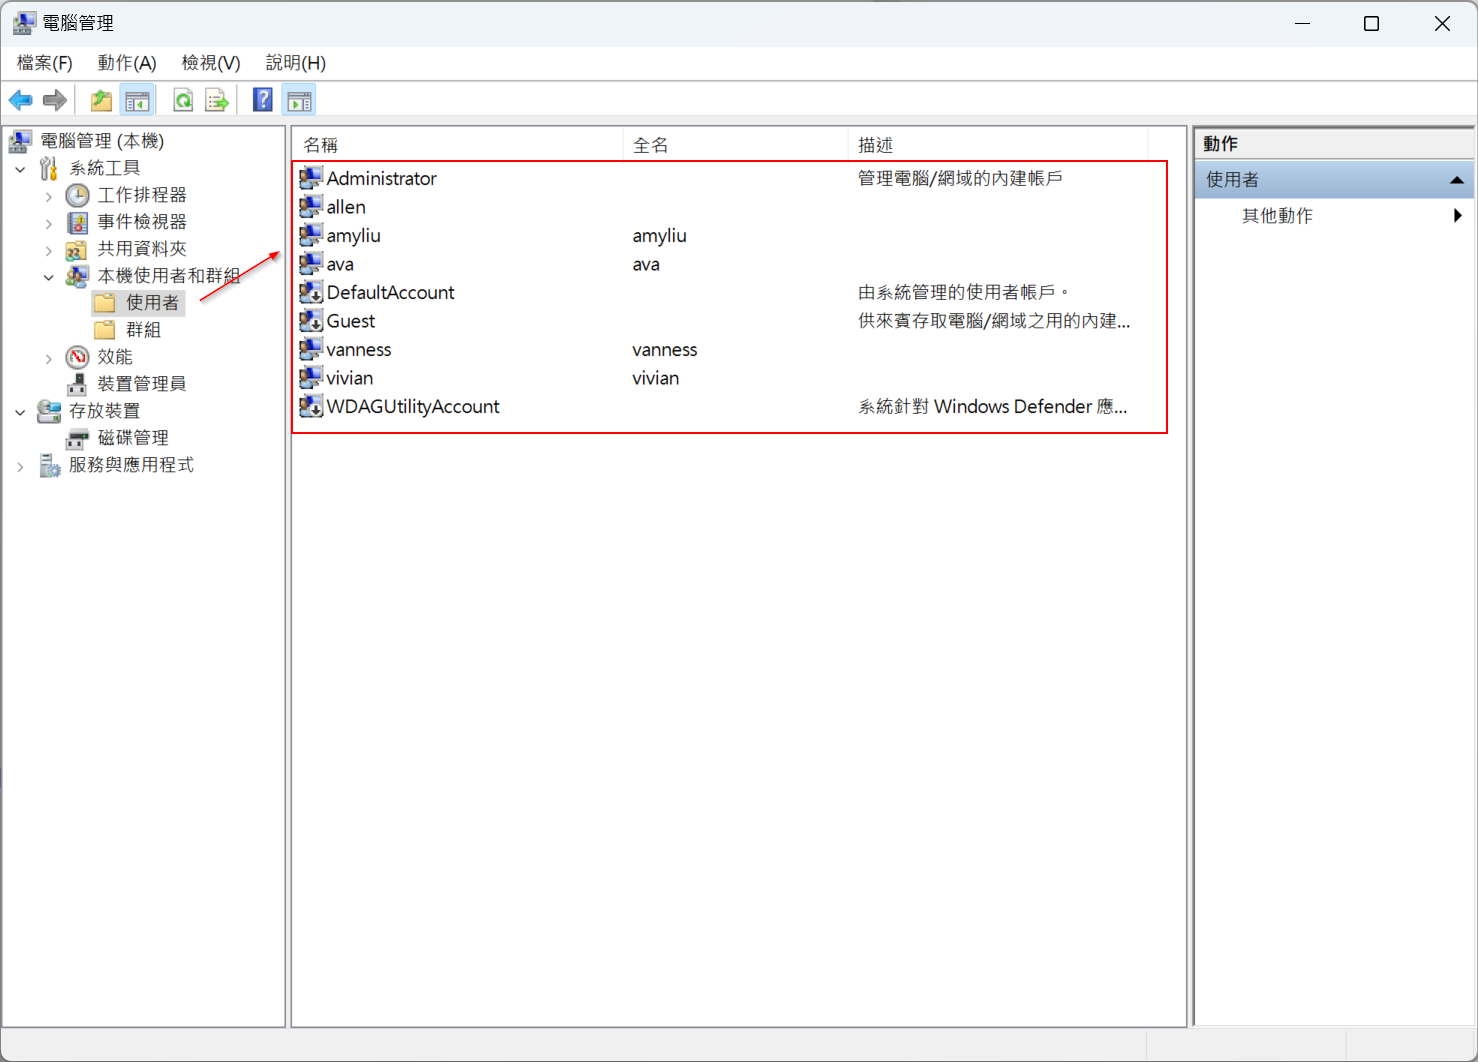 電腦管理
檔案(F) 動作(A) 檢視(V) 說明(H)
電腦管理 (本機)
系統工具
工作排程器
事件檢視器
共用資料夾
本機使用者和群組
使用者
群組
效能
裝置管理員
存放裝置
磁碟管理
服務與應用程式
名稱 全名 描述
Administrator 管理電腦/網域的內建帳戶
allen
amyliu amyliu
ava ava
DefaultAccount 由系統管理的使用者帳戶。
Guest 供來賓存取電腦/網域之用的內建...
vanness vanness
vivian vivian
WDAGUtilityAccount 系統針對 Windows Defender 應...
動作
使用者
其他動作